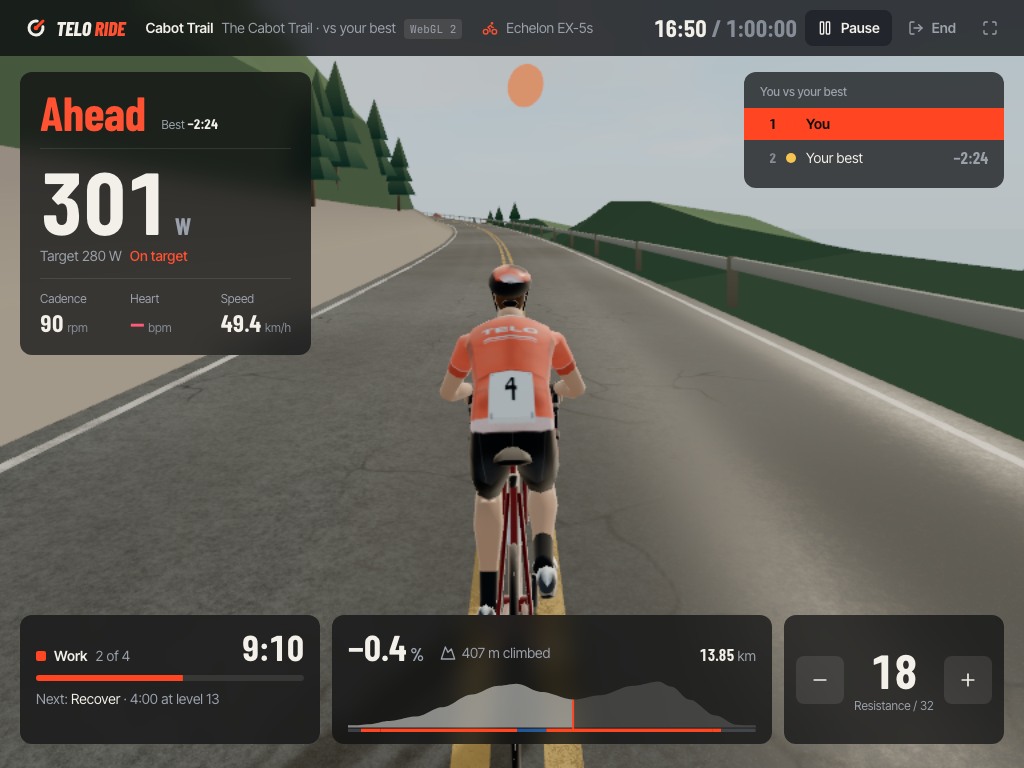 TELO RIDE Cabot Trail The Cabot Trail · vs your best WebGL 2 Echelon EX-5s 16:50 / 1:00:00 Pause End
Ahead Best −2:24
301 W
Target 280 W On target
Cadence Heart Speed
90 rpm — bpm 49.4 km/h
You vs your best
1 You
2 Your best −2:24
TELO
4
Work 2 of 4 9:10
Next: Recover · 4:00 at level 13
−0.4 % 407 m climbed 13.85 km
− 18 +
Resistance / 32